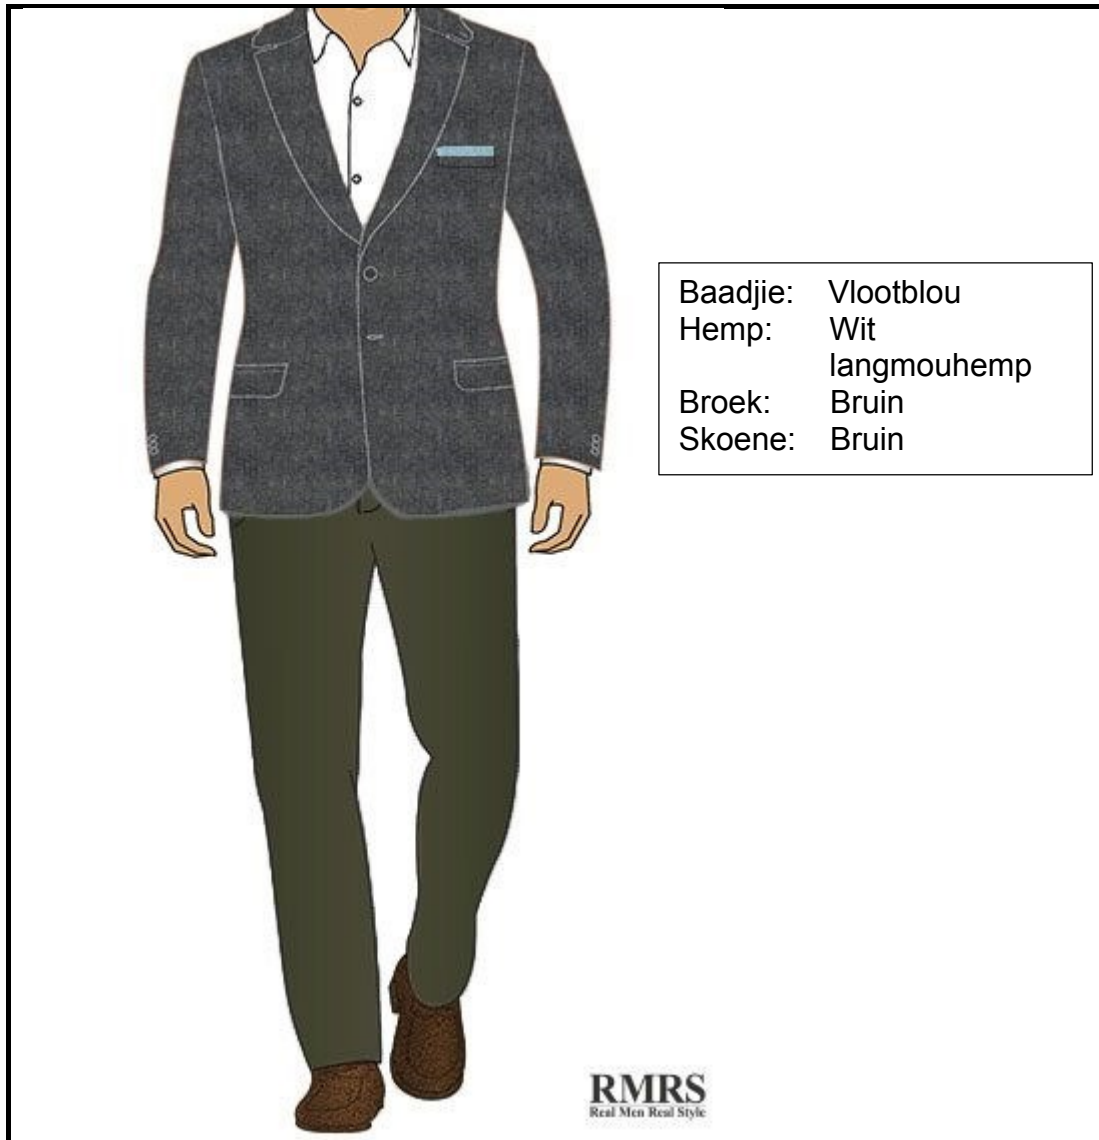 Baadjie: Vlootblou
Hemp: Wit
langmouhemp
Broek: Bruin
Skoene: Bruin
RMRS
Real Men Real Style